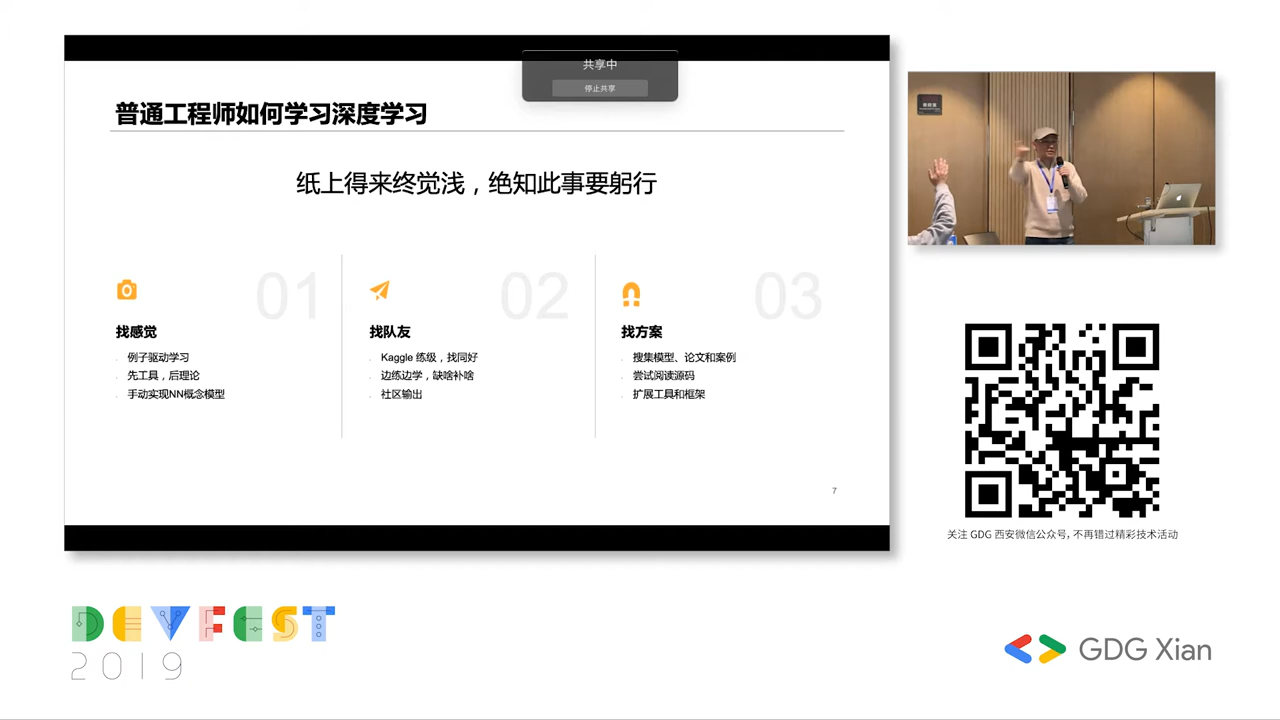 共享中
停止共享
普通工程师如何学习深度学习
纸上得来终觉浅，绝知此事要躬行
01
找感觉
例子驱动学习
先工具，后理论
手动实现NN概念模型
02
找队友
Kaggle 练级，找同好
边练边学，缺啥补啥
社区输出
03
找方案
搜集模型、论文和案例
尝试阅读源码
扩展工具和框架
7
关注 GDG 西安微信公众号, 不再错过精彩技术活动
DEVFEST
2019
GDG Xian